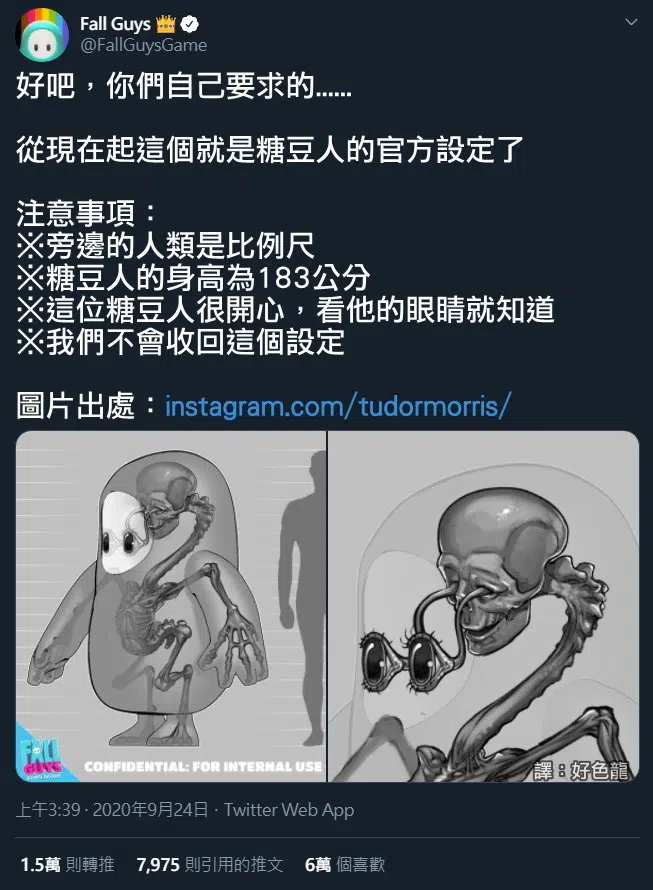 Fall Guys
@FallGuysGame
好吧，你們自己要求的......
從現在起這個就是糖豆人的官方設定了
注意事項：
※旁邊的人類是比例尺
※糖豆人的身高為183公分
※這位糖豆人很開心，看他的眼睛就知道
※我們不會收回這個設定
圖片出處：instagram.com/tudormorris/
FALL
GUYS
CONFIDENTIAL: FOR INTERNAL USE
譯：好色龍
上午3:39 · 2020年9月24日 · Twitter Web App
1.5萬 則轉推 7,975 則引用的推文 6萬 個喜歡